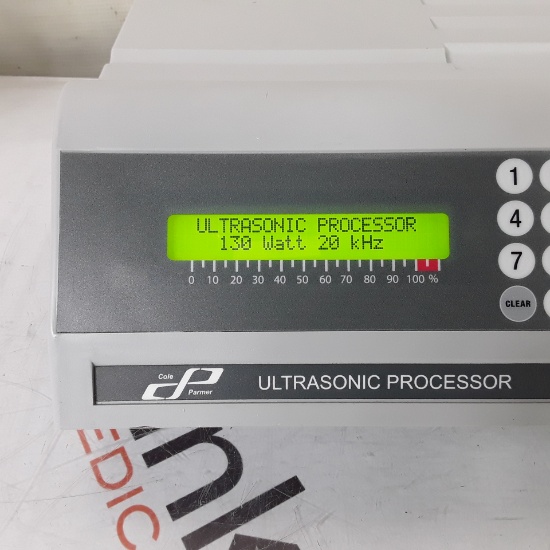 ULTRASONIC PROCESSOR
130 Watt 20 kHz
0 10 20 30 40 50 60 70 80 90 100 %
1
4
7
CLEAR
Cole
Parmer
ULTRASONIC PROCESSOR
EDIC